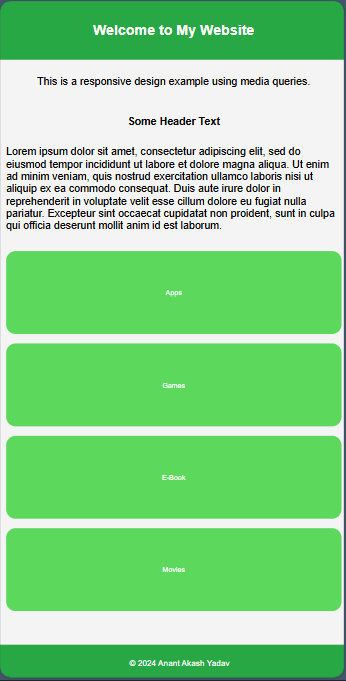 Welcome to My Website
This is a responsive design example using media queries.
Some Header Text
Lorem ipsum dolor sit amet, consectetur adipiscing elit, sed do
eiusmod tempor incididunt ut labore et dolore magna aliqua. Ut enim
ad minim veniam, quis nostrud exercitation ullamco laboris nisi ut
aliquip ex ea commodo consequat. Duis aute irure dolor in
reprehenderit in voluptate velit esse cillum dolore eu fugiat nulla
pariatur. Excepteur sint occaecat cupidatat non proident, sunt in culpa
qui officia deserunt mollit anim id est laborum.
Apps
Games
E-Book
Movies
© 2024 Anant Akash Yadav